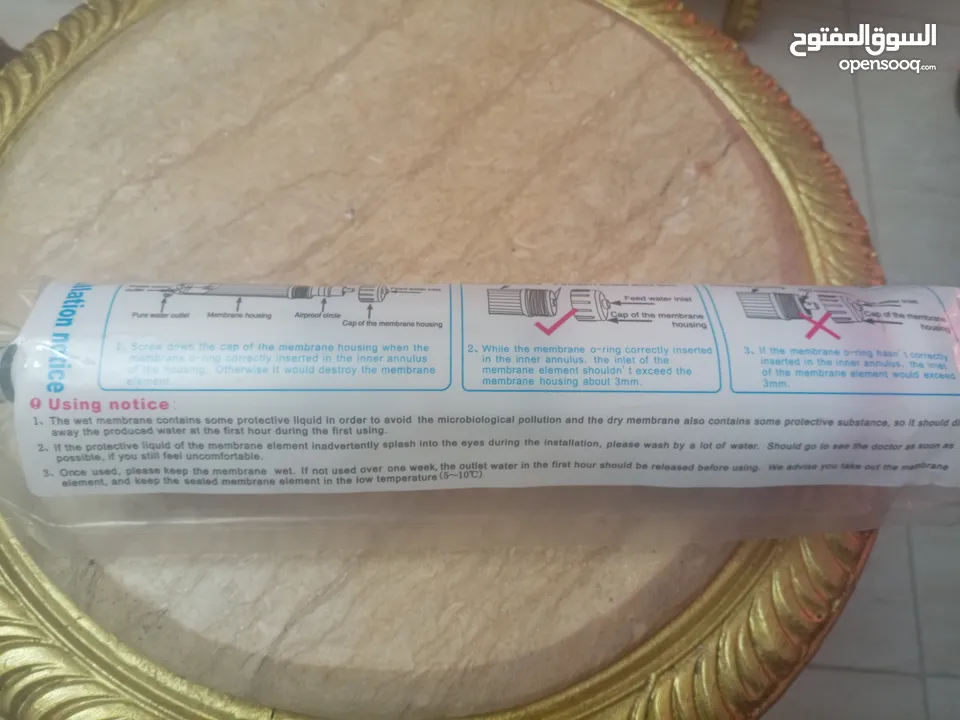 السوق المفتوح
opensooq.com
llation notice
Pure water outlet
Membrane housing
Airproof circle
Cap of the membrane housing
1、Screw down the cap of the membrane housing when the
membrane o-ring correctly inserted in the inner annulus
of the housing. Otherwise it would destroy the membrane
element.
Feed water inlet
Cap of the membrane
housing
2、While the membrane o-ring correctly inserted
in the inner annulus. the inlet of the
membrane element shouldn't exceed the
membrane housing about 3mm.
inlet
Cap of the membrane
housing
3、If the membrane o-ring hasn't correctly
inserted in the inner annulus. the inlet
of the membrane element would exceed
3mm.
Using notice:
1、The wet membrane contains some protective liquid in order to avoid the microbiological pollution and the dry membrane also contains some protective substance, so it should di
away the produced water at the first hour during the first using.
2、If the protective liquid of the membrane element inadvertently splash into the eyes during the installation, please wash by a lot of water. Should go to see the doctor as soon as
possible, if you still feel uncomfortable.
3、Once used, please keep the membrane wet. If not used over one week, the outlet water in the first hour should be released before using. We advise you take out the membrane
element, and keep the sealed membrane element in the low temperature(5~10℃)